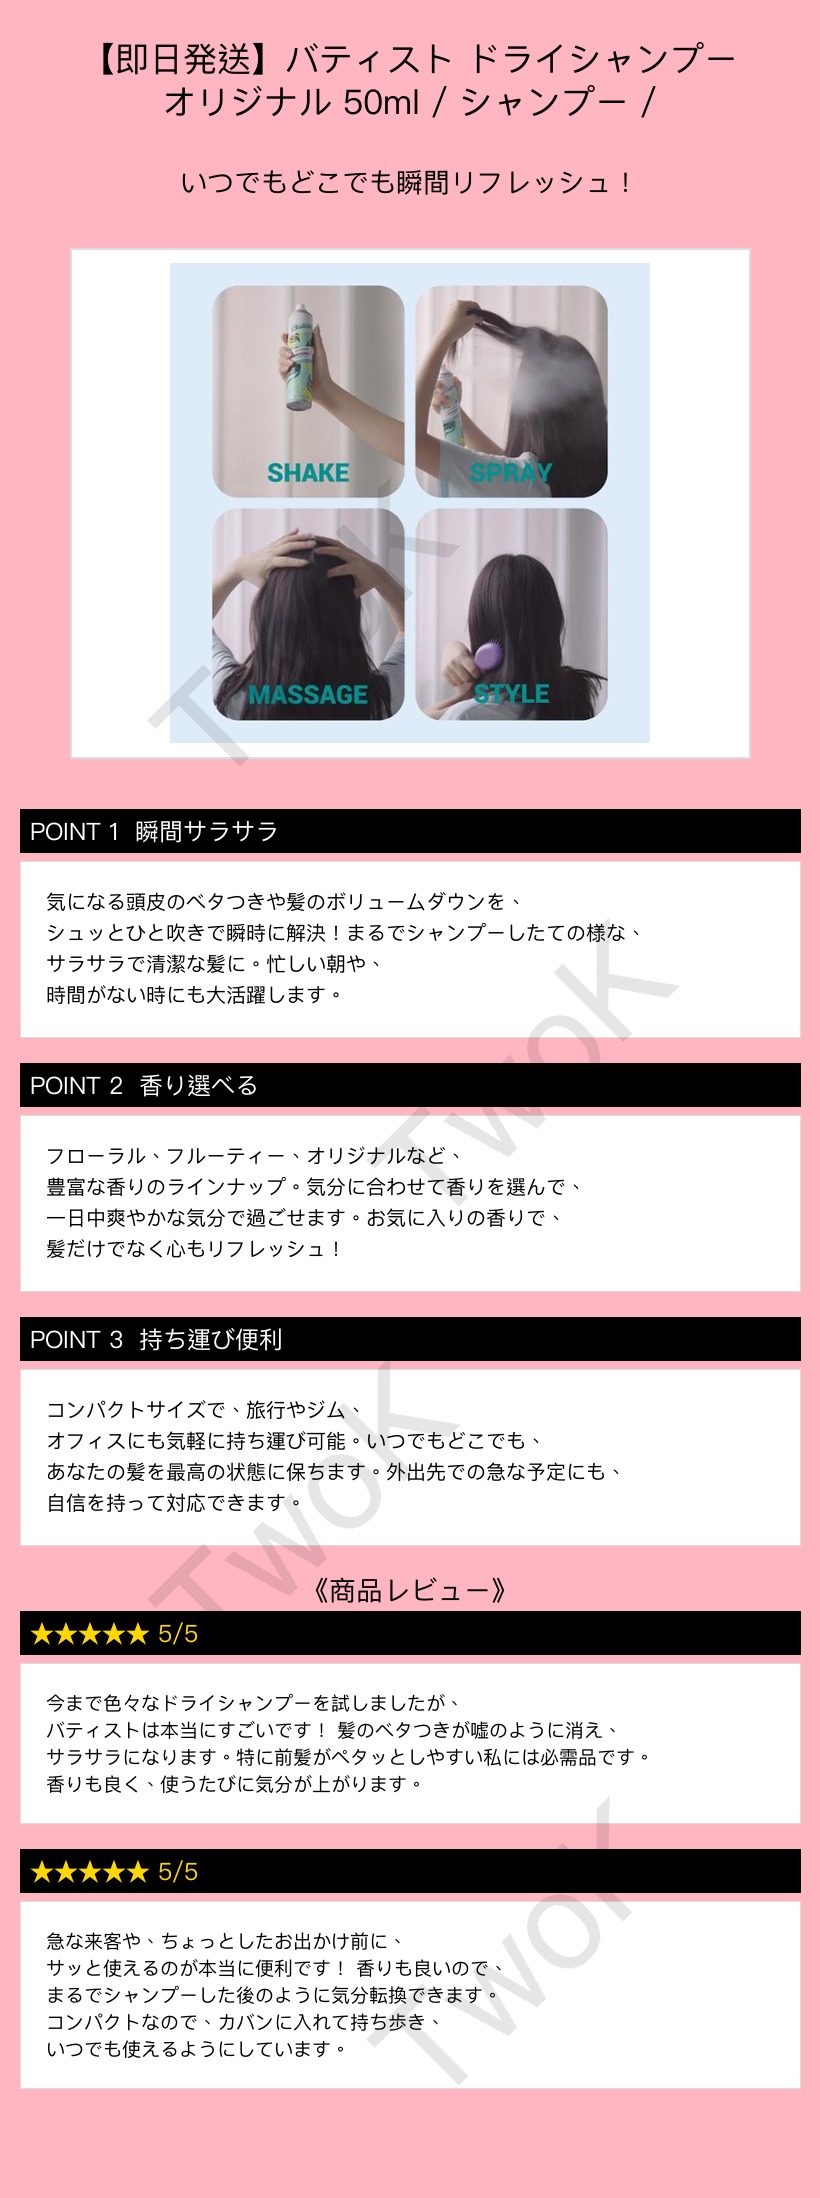 【即日発送】バティスト ドライシャンプー
オリジナル 50ml / シャンプー /
いつでもどこでも瞬間リフレッシュ！
SHAKE
SPRAY
MASSAGE
STYLE
TwoK
POINT 1 瞬間サラサラ
気になる頭皮のベタつきや髪のボリュームダウンを、
シュッとひと吹きで瞬時に解決！まるでシャンプーしたての様な、
サラサラで清潔な髪に。忙しい朝や、
時間がない時にも大活躍します。
TwoK
POINT 2 香り選べる
フローラル、フルーティー、オリジナルなど、
豊富な香りのラインナップ。気分に合わせて香りを選んで、
一日中爽やかな気分で過ごせます。お気に入りの香りで、
髪だけでなく心もリフレッシュ！
POINT 3 持ち運び便利
コンパクトサイズで、旅行やジム、
オフィスにも気軽に持ち運び可能。いつでもどこでも、
あなたの髪を最高の状態に保ちます。外出先での急な予定にも、
自信を持って対応できます。
TwoK
《商品レビュー》
★★★★★ 5/5
今まで色々なドライシャンプーを試しましたが、
バティストは本当にすごいです！ 髪のベタつきが嘘のように消え、
サラサラになります。特に前髪がペタッとしやすい私には必需品です。
香りも良く、使うたびに気分が上がります。
★★★★★ 5/5
急な来客や、ちょっとしたお出かけ前に、
サッと使えるのが本当に便利です！ 香りも良いので、
まるでシャンプーした後のように気分転換できます。
コンパクトなので、カバンに入れて持ち歩き、
いつでも使えるようにしています。
TwoK